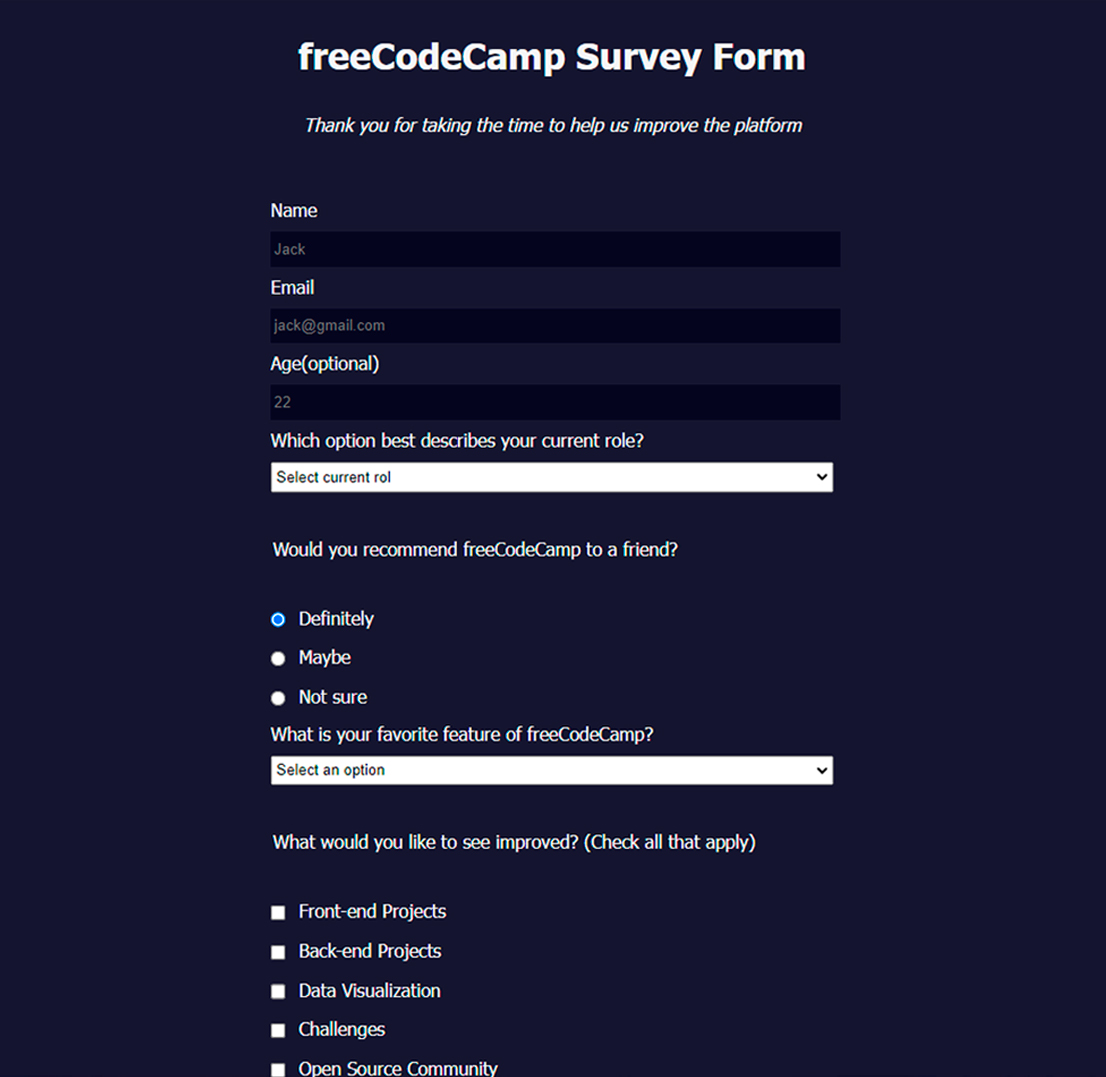 freeCodeCamp Survey Form
Thank you for taking the time to help us improve the platform
Name
Jack
Email
jack@gmail.com
Age(optional)
22
Which option best describes your current role?
Select current rol
Would you recommend freeCodeCamp to a friend?
Definitely
Maybe
Not sure
What is your favorite feature of freeCodeCamp?
Select an option
What would you like to see improved? (Check all that apply)
Front-end Projects
Back-end Projects
Data Visualization
Challenges
Open Source Community